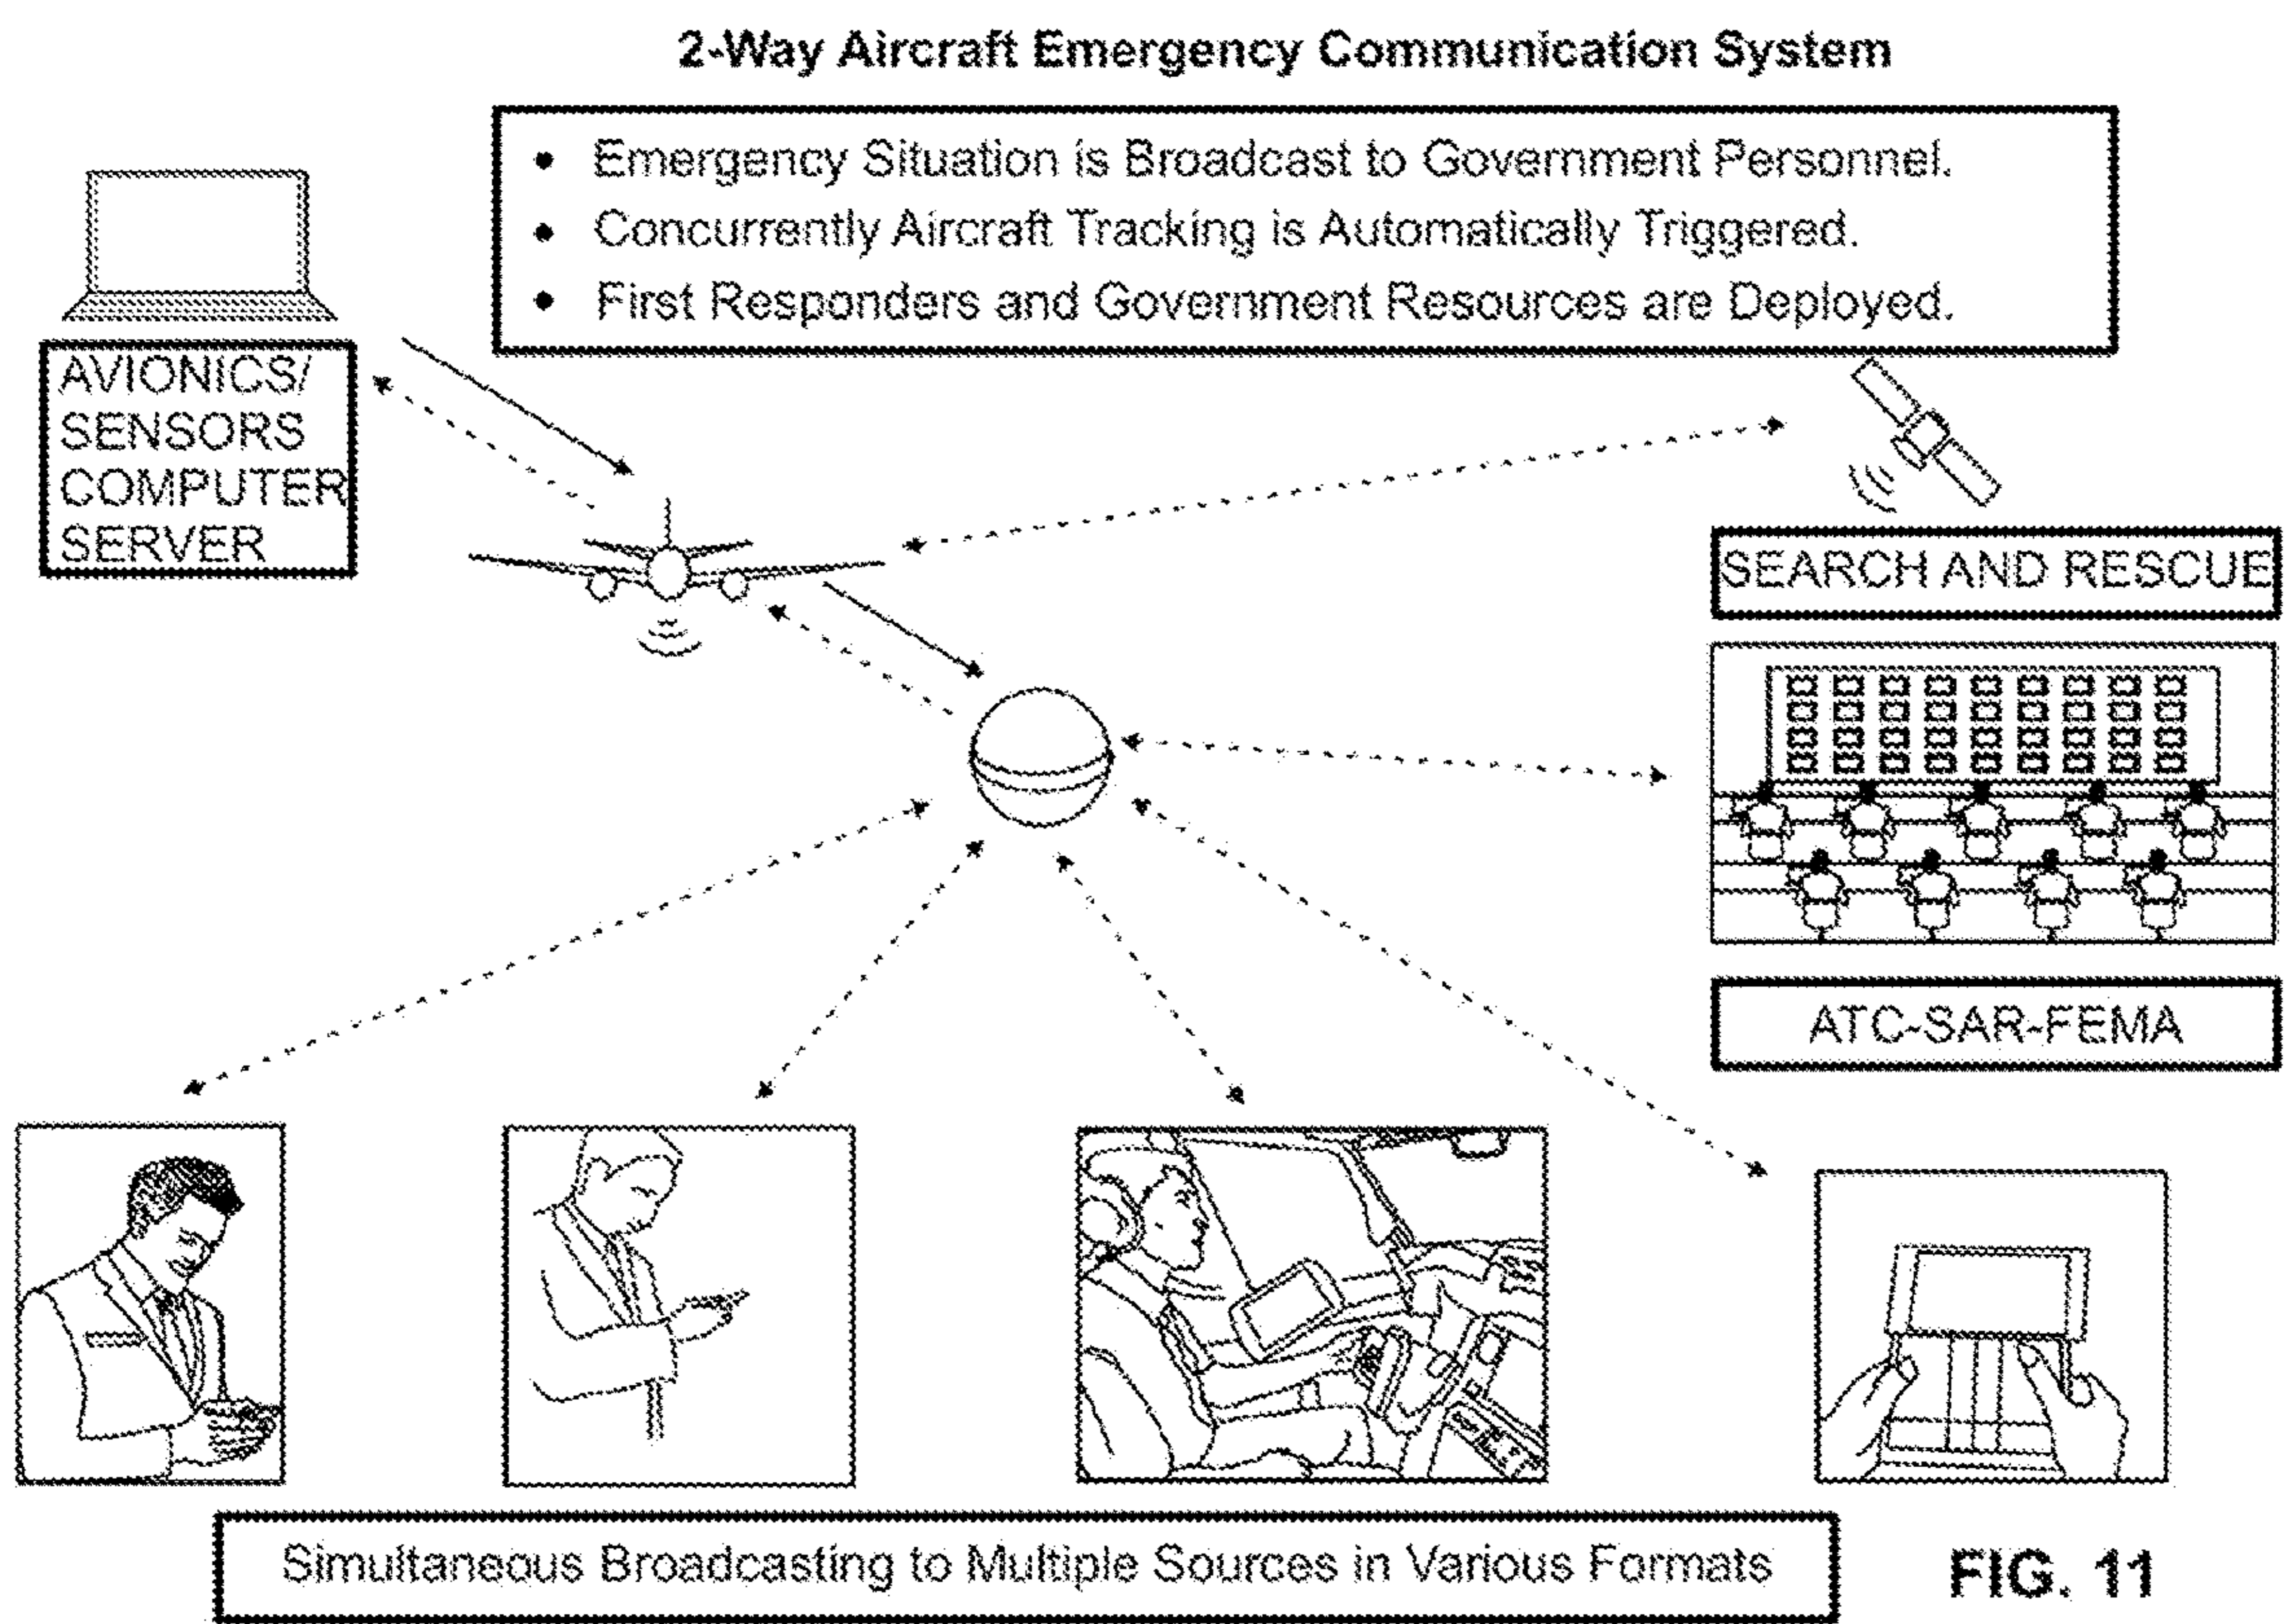 2-Way Aircraft Emergency Communication System
• Emergency Situation is Broadcast to Government Personnel.
• Concurrently Aircraft Tracking is Automatically Triggered.
• First Responders and Government Resources are Deployed.
AVIONICS/
SENSORS
COMPUTER
SERVER
SEARCH AND RESCUE
ATC-SAR-FEMA
Simultaneous Broadcasting to Multiple Sources in Various Formats
FIG. 11